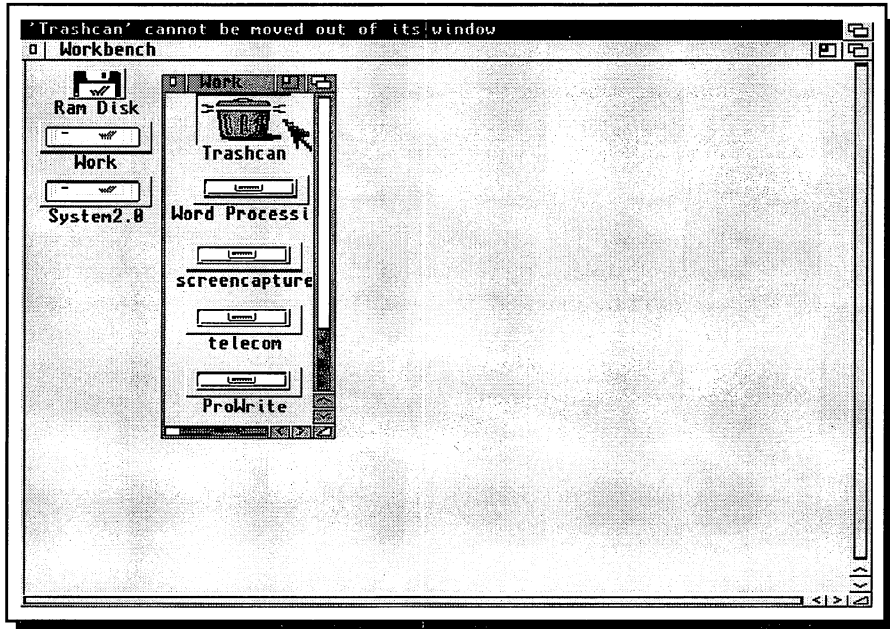 'Trashcan' cannot be moved out of its window
Workbench
Ram Disk
Work
System2.0
Work
Trashcan
Word Processi
screencapture
telecom
ProWrite